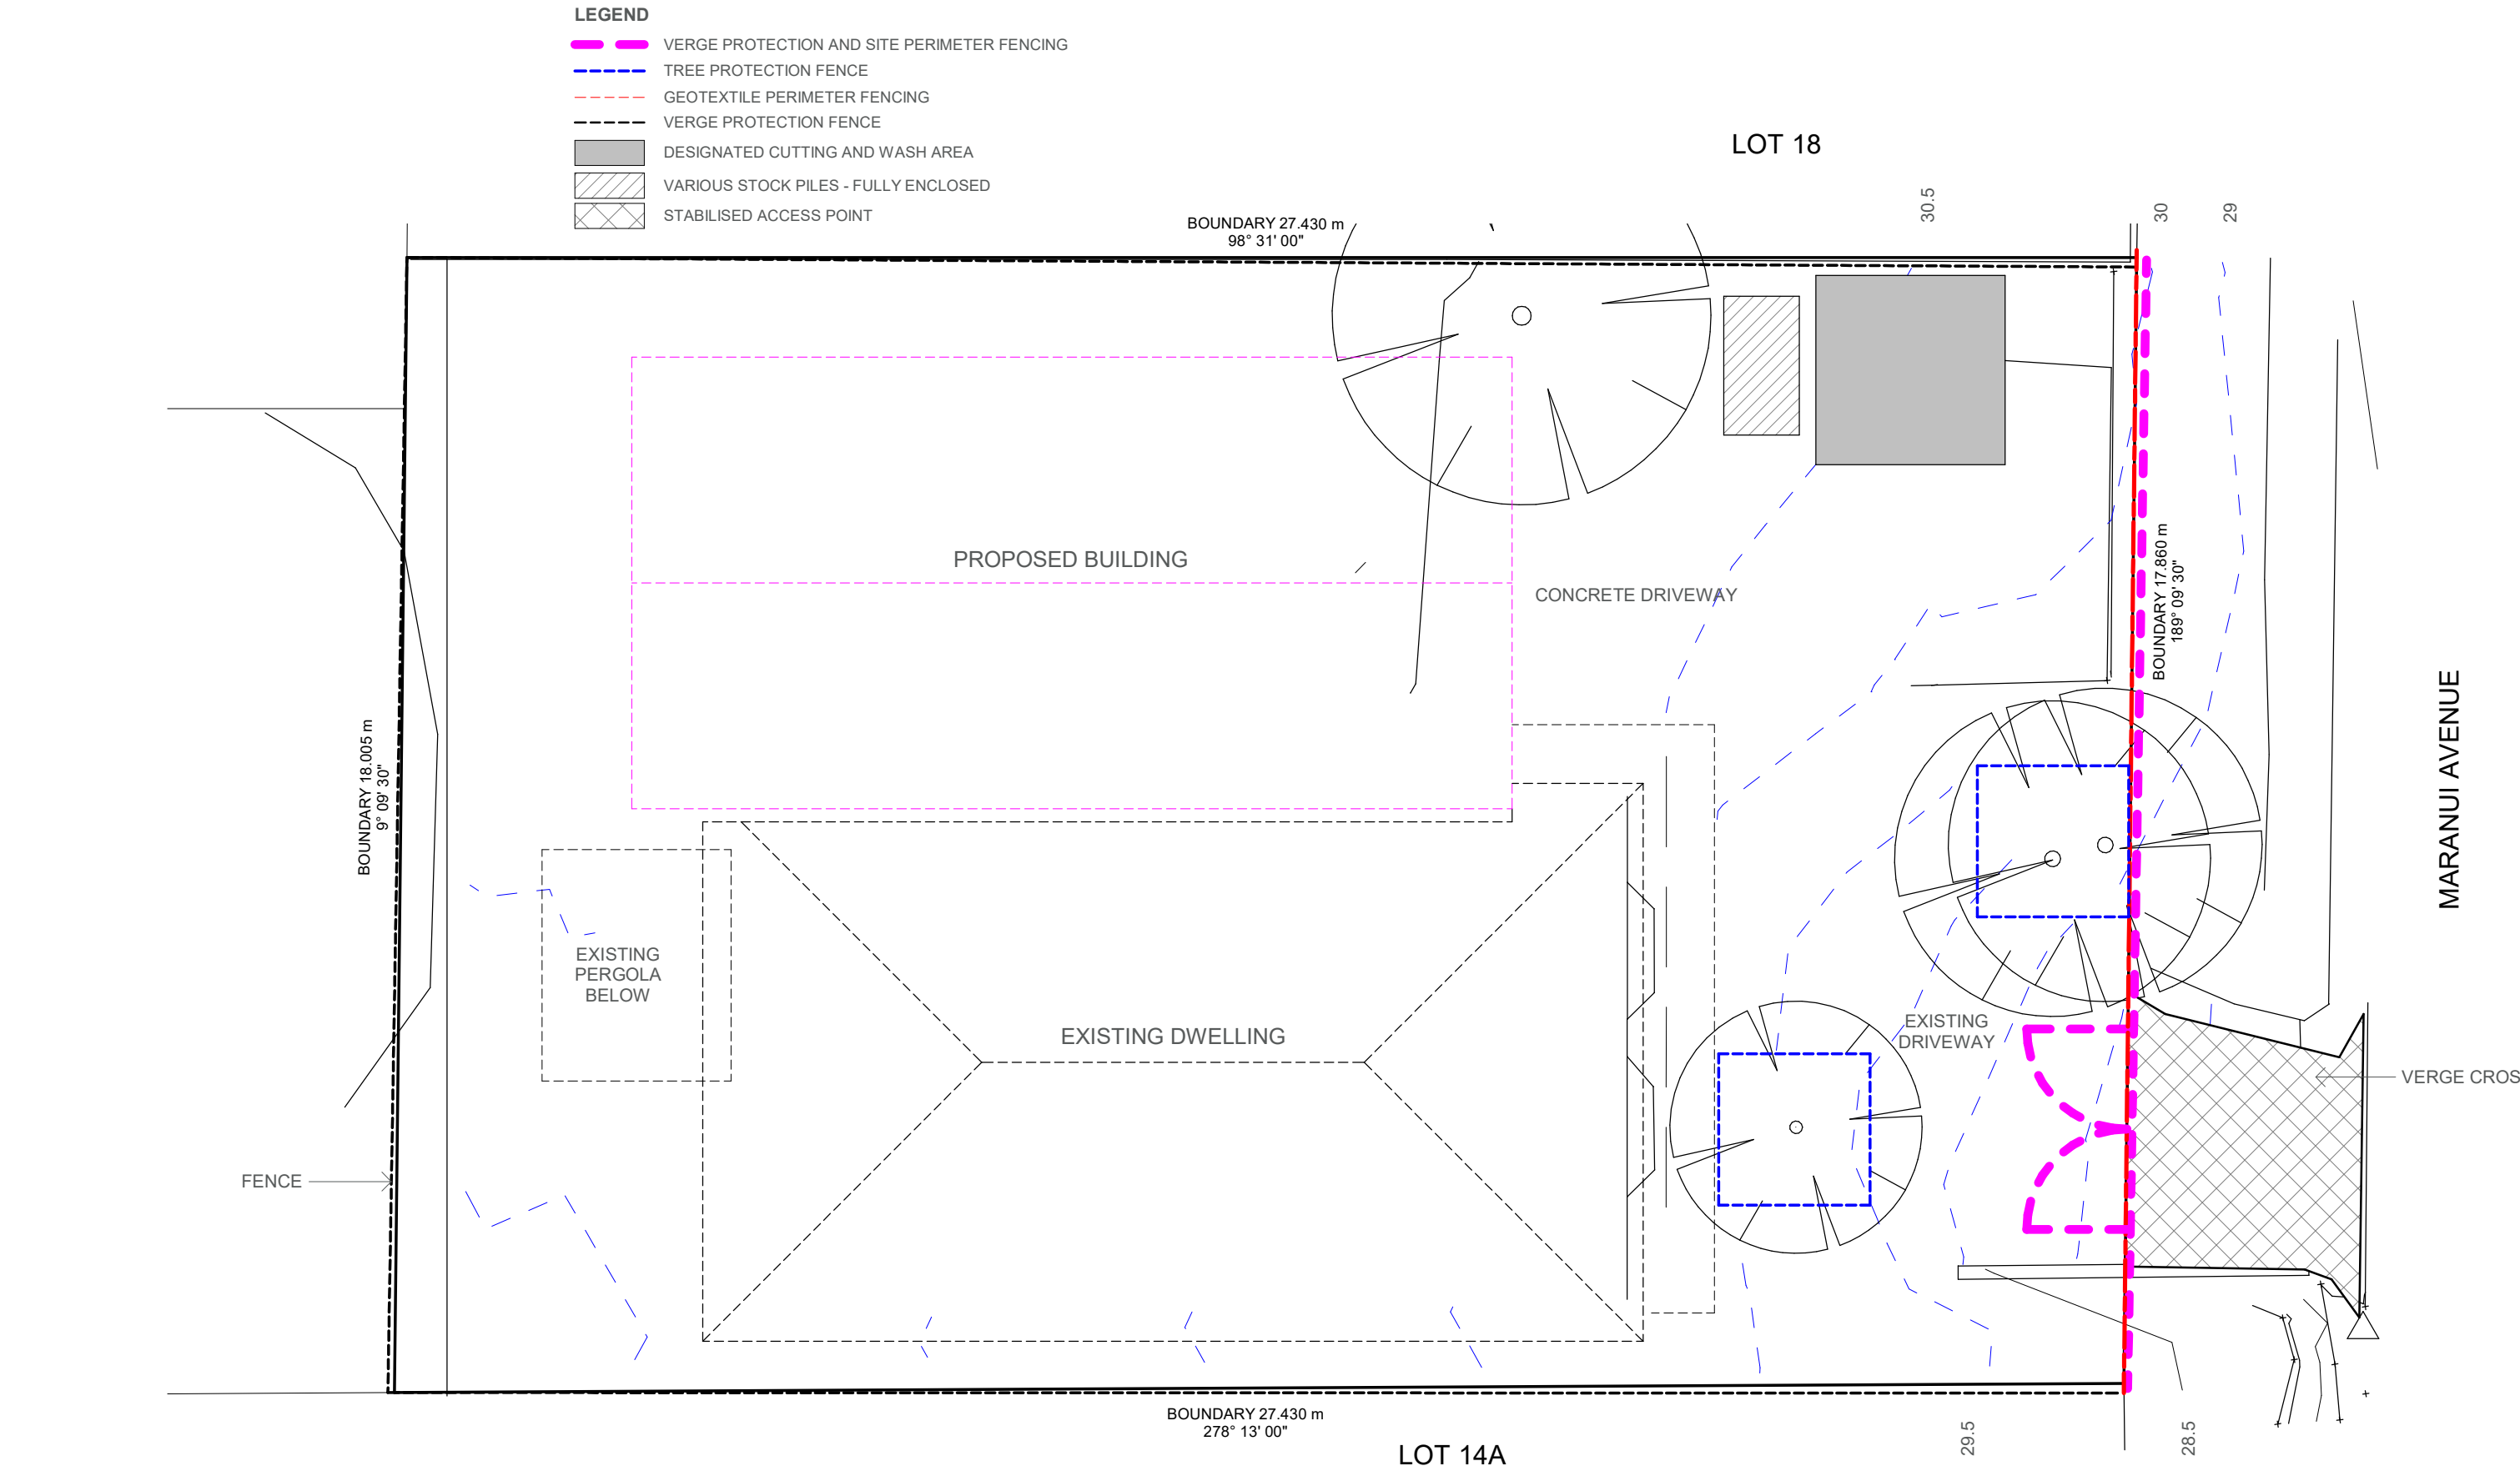 LEGEND
VERGE PROTECTION AND SITE PERIMETER FENCING
TREE PROTECTION FENCE
GEOTEXTILE PERIMETER FENCING
VERGE PROTECTION FENCE
DESIGNATED CUTTING AND WASH AREA
VARIOUS STOCK PILES - FULLY ENCLOSED
STABILISED ACCESS POINT
LOT 18
30.5
30
29
BOUNDARY 27.430 m
98° 31' 00"
PROPOSED BUILDING
CONCRETE DRIVEWAY
BOUNDARY 17.860 m
189° 09' 30"
MARANUI AVENUE
BOUNDARY 18.005 m
9° 09' 30"
EXISTING
PERGOLA
BELOW
EXISTING DWELLING
EXISTING
DRIVEWAY
VERGE CROS
FENCE
BOUNDARY 27.430 m
278° 13' 00"
LOT 14A
29.5
28.5